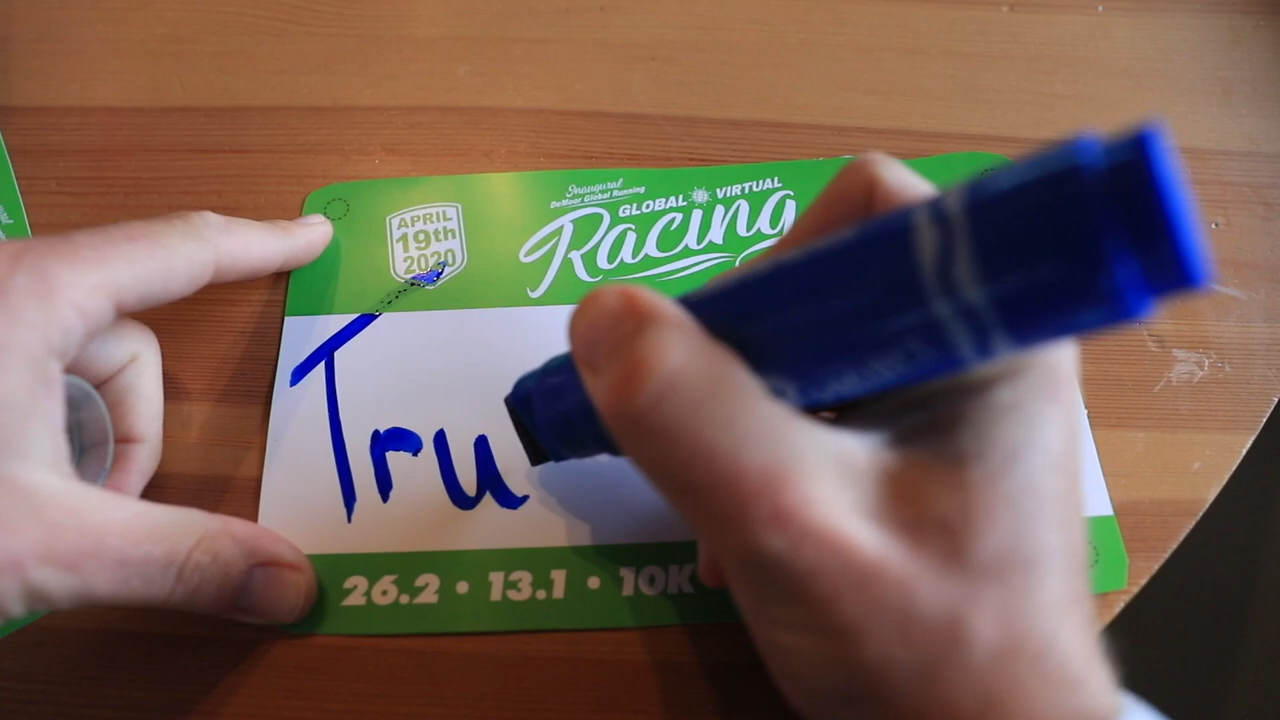 APRIL
19th
2020
Inaugural
DeMoor Global Running
GLOBAL VIRTUAL
Racing
Tru
26.2 • 13.1 • 10K